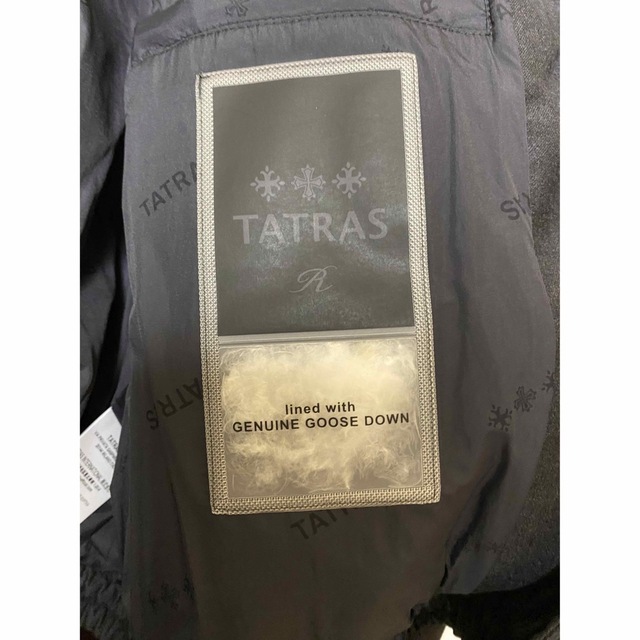 TATRAS
TATRAS
R
lined with
GENUINE GOOSE DOWN
TATRAS
TATRAS